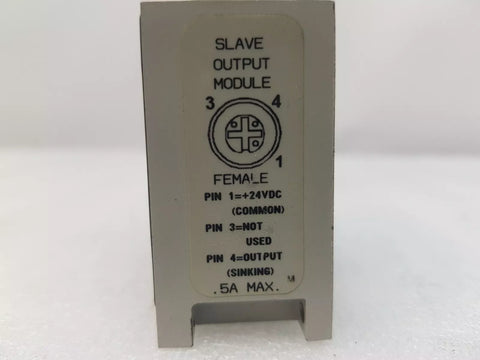 SLAVE
OUTPUT
MODULE
3 4
1
FEMALE
PIN 1=+24VDC
(COMMON)
PIN 3=NOT
USED
PIN 4=OUTPUT
(SINKING)
.5A MAX. M